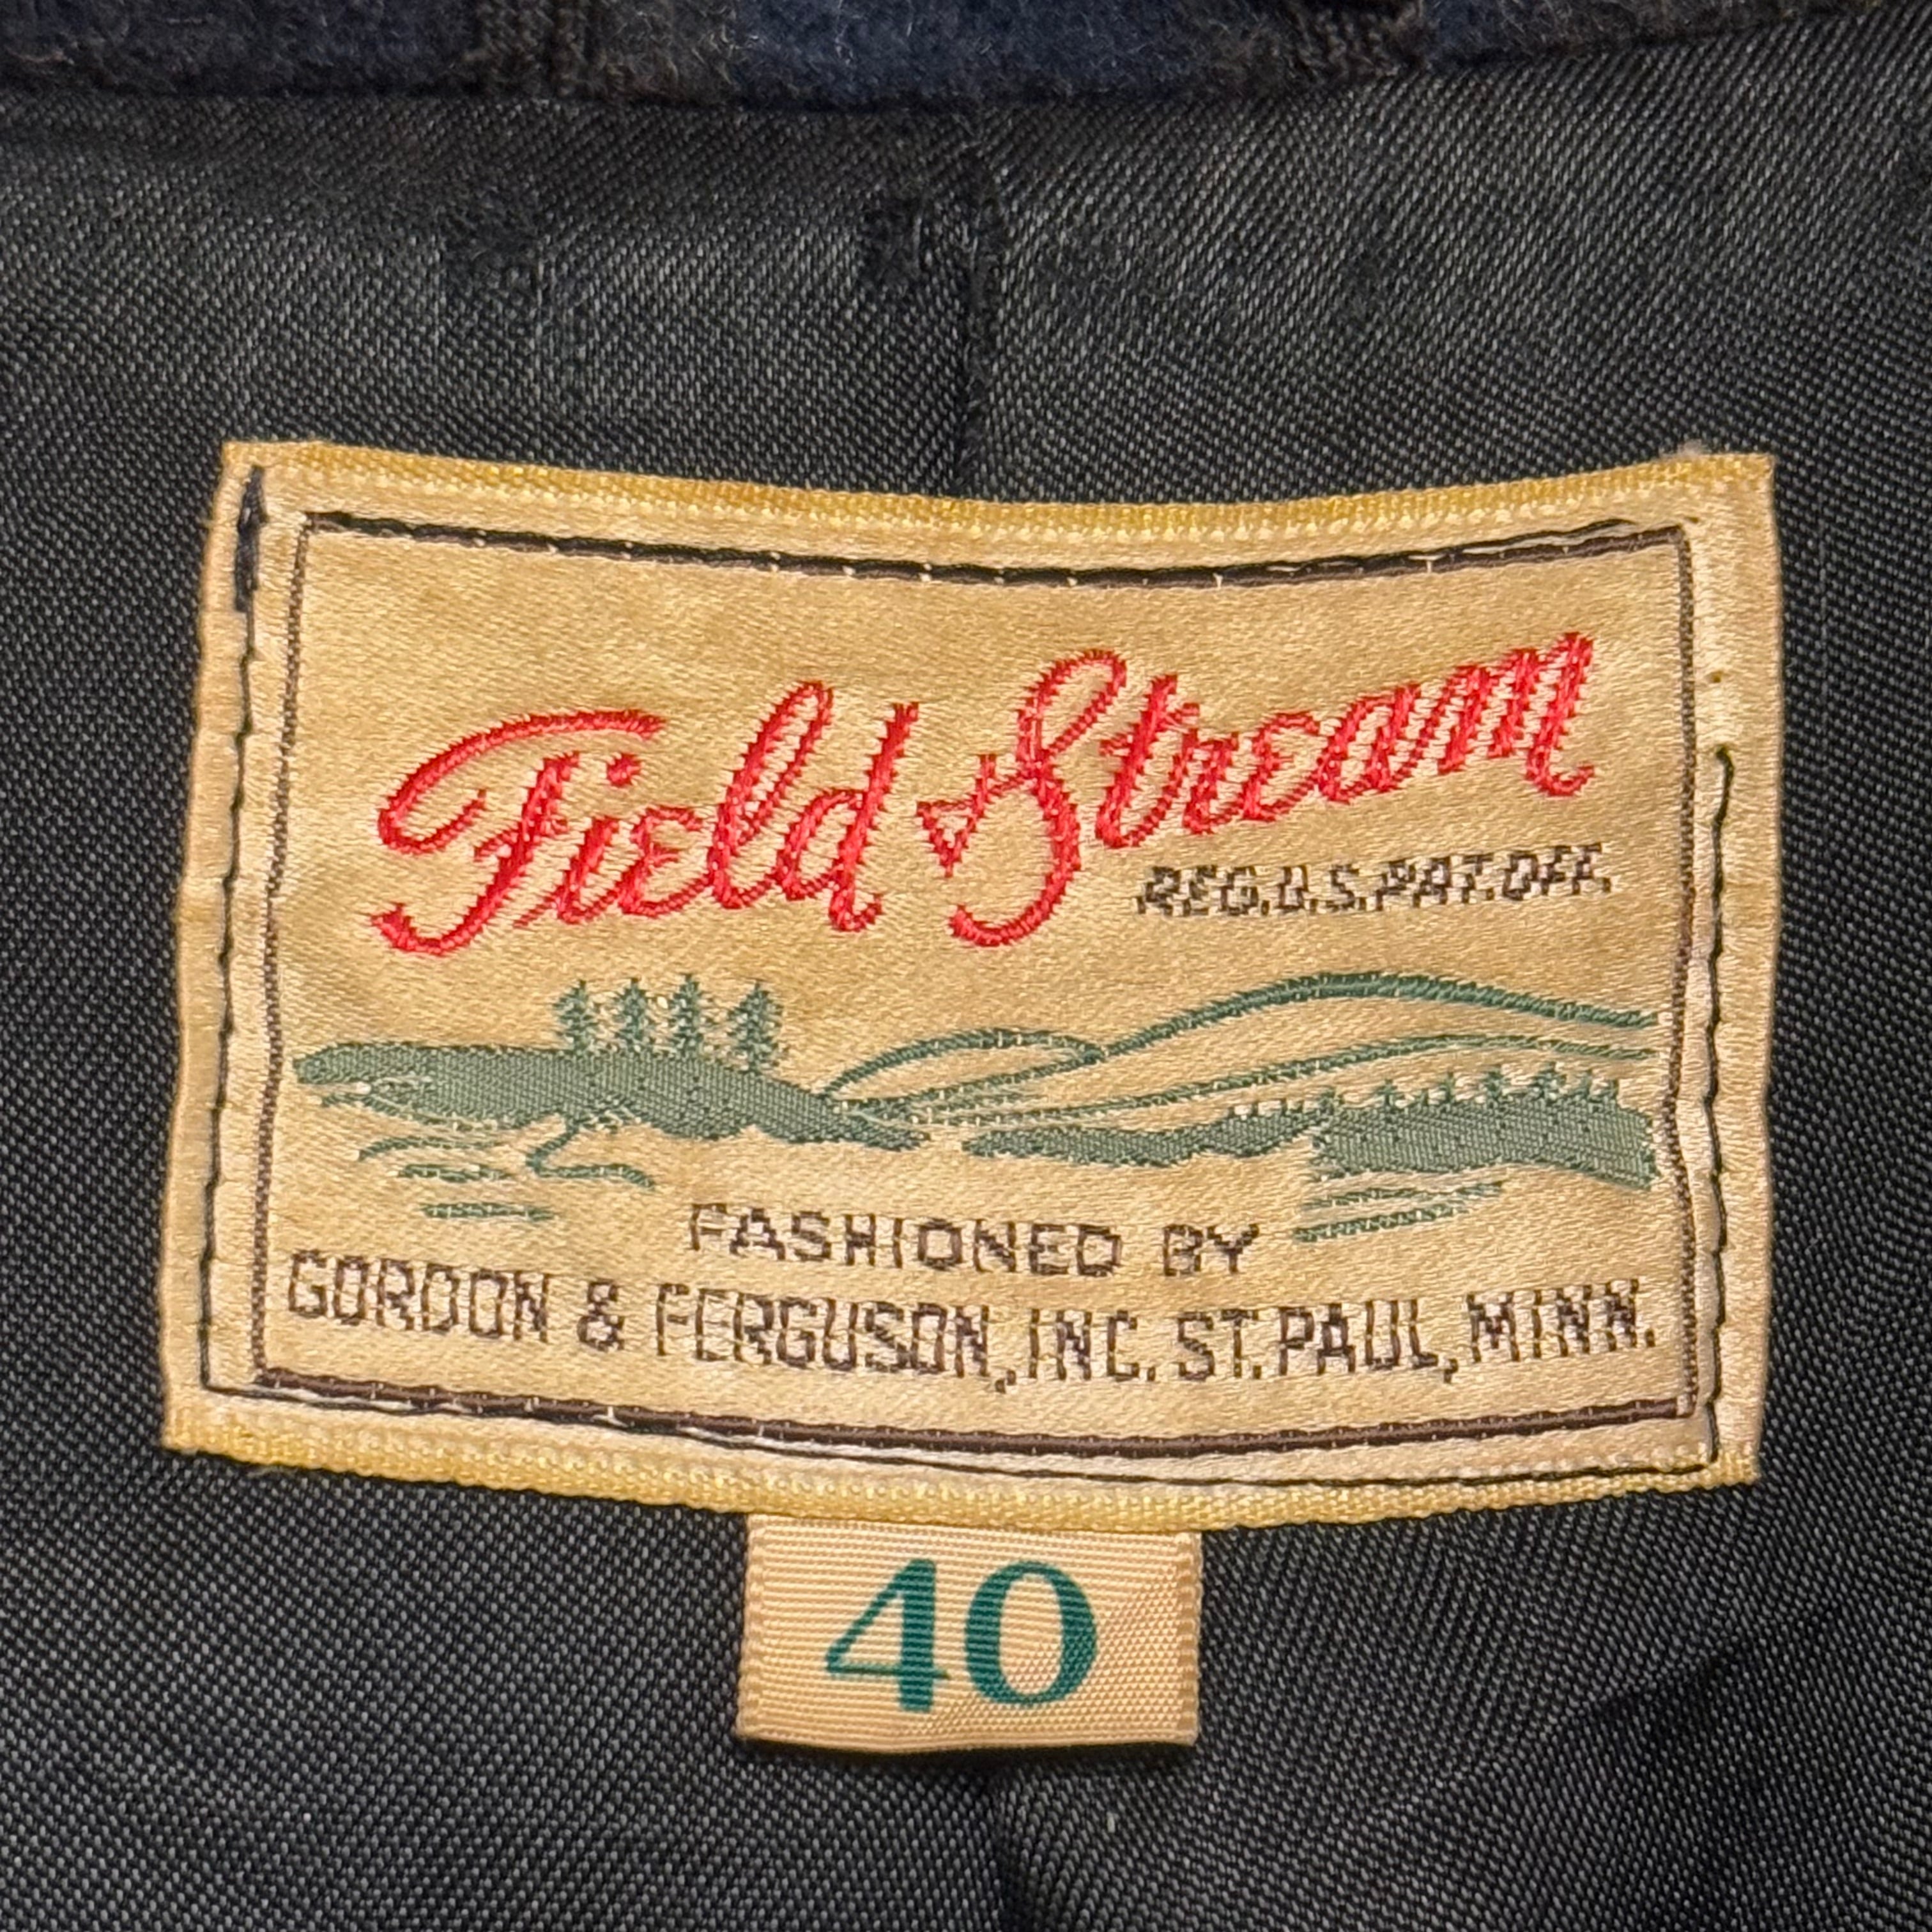 Field & Stream
REG.U.S.PAT.OFF.
FASHIONED BY
GORDON & FERGUSON, INC. ST. PAUL, MINN.
40